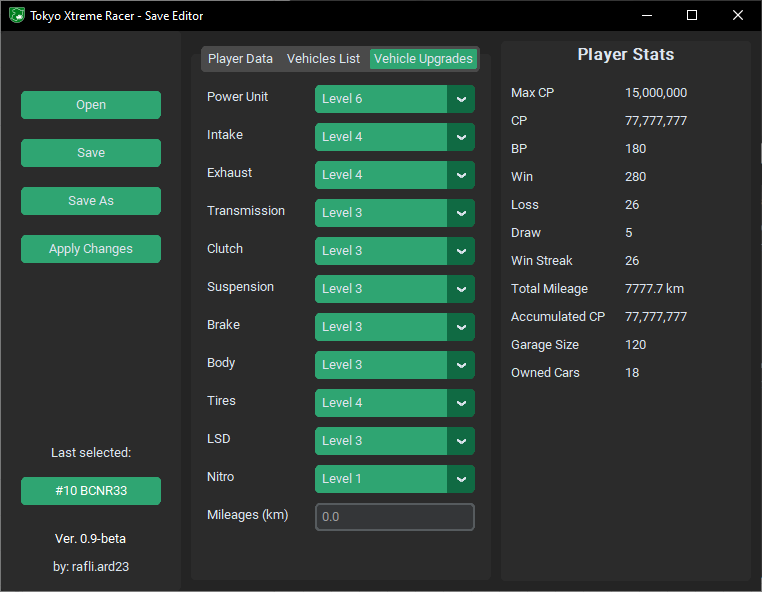 Tokyo Xtreme Racer - Save Editor
Open
Save
Save As
Apply Changes
Last selected:
#10 BCNR33
Ver. 0.9-beta
by: rafli.ard23
Player Data Vehicles List Vehicle Upgrades
Power Unit Level 6
Intake Level 4
Exhaust Level 4
Transmission Level 3
Clutch Level 3
Suspension Level 3
Brake Level 3
Body Level 3
Tires Level 4
LSD Level 3
Nitro Level 1
Mileages (km) 0.0
Player Stats
Max CP 15,000,000
CP 77,777,777
BP 180
Win 280
Loss 26
Draw 5
Win Streak 26
Total Mileage 7777.7 km
Accumulated CP 77,777,777
Garage Size 120
Owned Cars 18